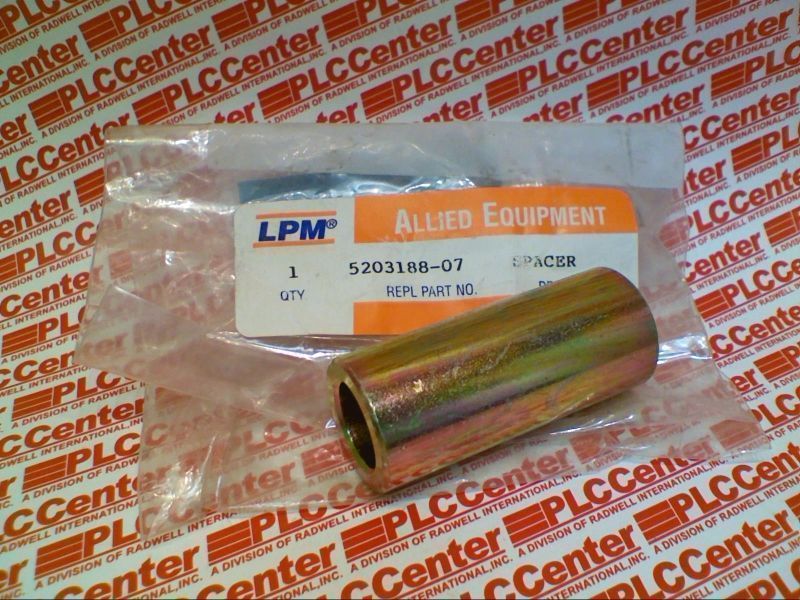 LPM®
ALLIED EQUIPMENT
1 5203188-07 SPACER
QTY REPL PART NO.
PLCCenter
A DIVISION OF RADWELL INTERNATIONAL, INC.